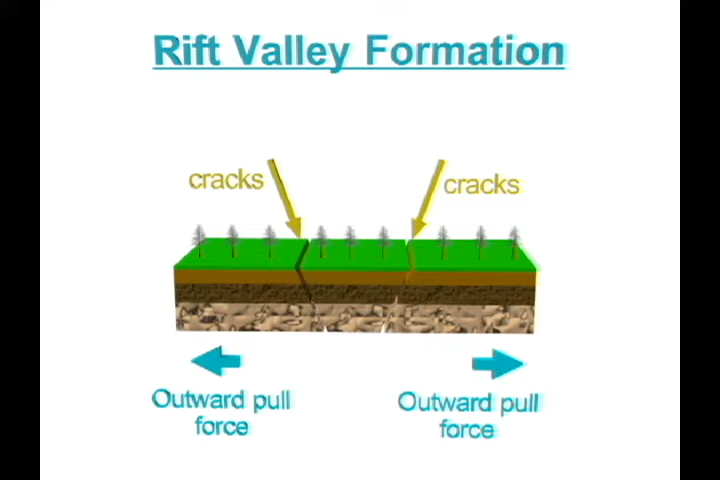 Rift Valley Formation
cracks
cracks
Outward pull
force
Outward pull
force